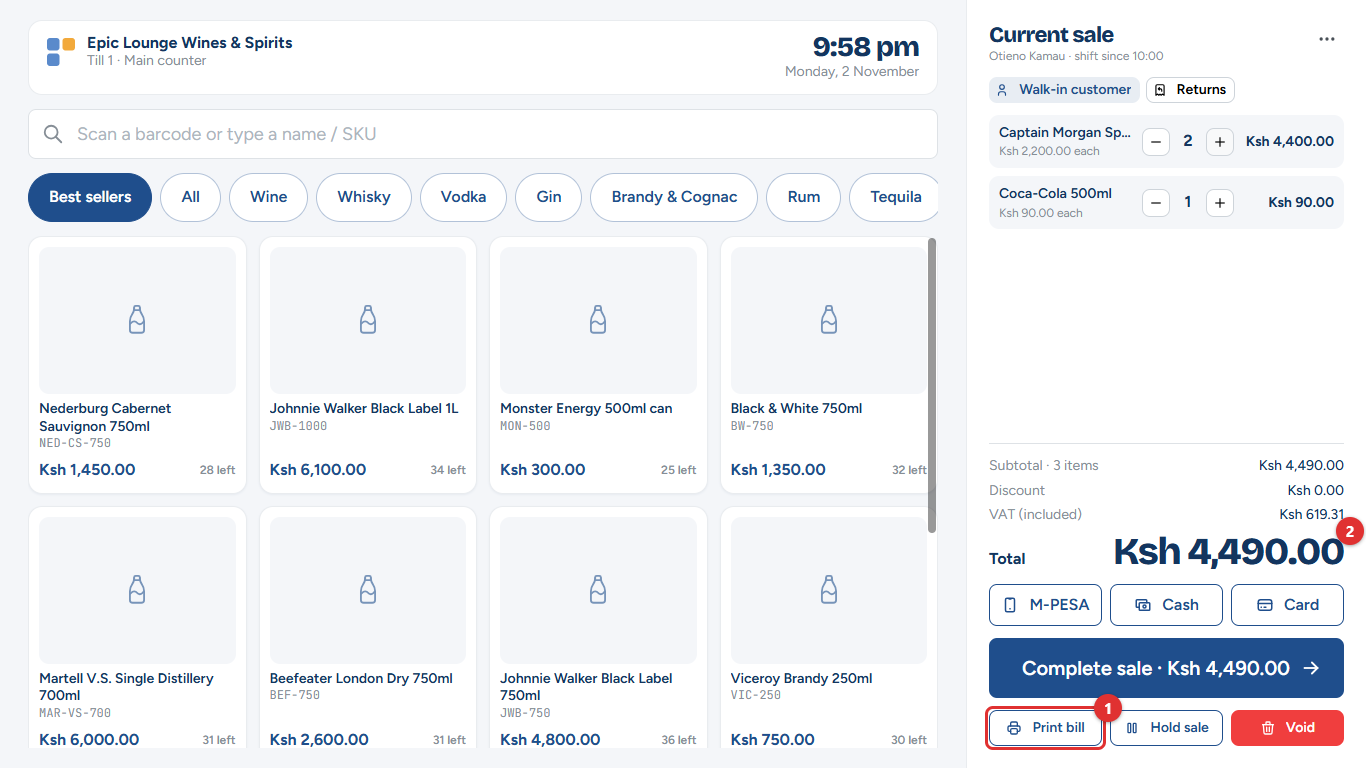 Epic Lounge Wines & Spirits
Till 1 · Main counter
9:58 pm
Monday, 2 November
Scan a barcode or type a name / SKU
Best sellers
All
Wine
Whisky
Vodka
Gin
Brandy & Cognac
Rum
Tequila
Nederburg Cabernet
Sauvignon 750ml
NED-CS-750
Ksh 1,450.00
28 left
Johnnie Walker Black Label 1L
JWB-1000
Ksh 6,100.00
34 left
Monster Energy 500ml can
MON-500
Ksh 300.00
25 left
Black & White 750ml
BW-750
Ksh 1,350.00
32 left
Martell V.S. Single Distillery
700ml
MAR-VS-700
Ksh 6,000.00
31 left
Beefeater London Dry 750ml
BEF-750
Ksh 2,600.00
31 left
Johnnie Walker Black Label
750ml
JWB-750
Ksh 4,800.00
36 left
Viceroy Brandy 250ml
VIC-250
Ksh 750.00
30 left
Current sale
Otieno Kamau · shift since 10:00
Walk-in customer
Returns
Captain Morgan Sp...
Ksh 2,200.00 each
2
Ksh 4,400.00
Coca-Cola 500ml
Ksh 90.00 each
1
Ksh 90.00
Subtotal · 3 items
Ksh 4,490.00
Discount
Ksh 0.00
VAT (included)
Ksh 619.31
2
Total
Ksh 4,490.00
M-PESA
Cash
Card
Complete sale · Ksh 4,490.00
1
Print bill
Hold sale
Void